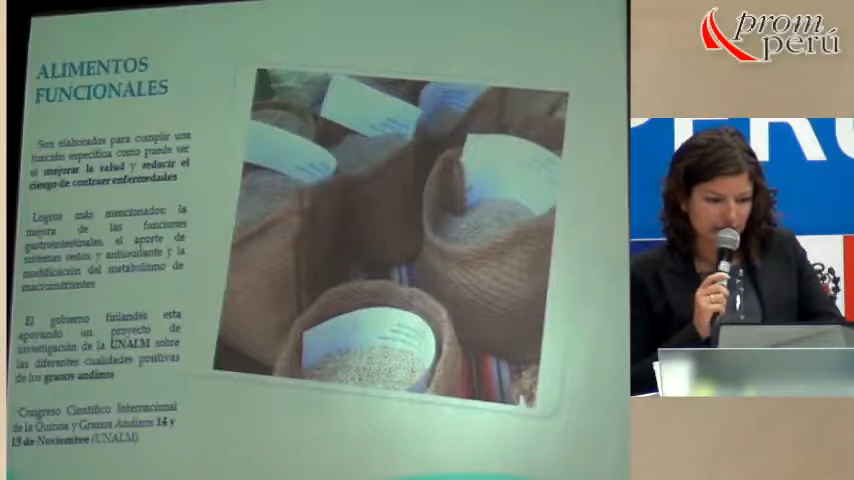 prom
perú
ALIMENTOS
FUNCIONALES
Son elaborados para cumplir una
función específica como puede ser
el mejorar la salud y reducir el
riesgo de contraer enfermedades
Logros más mencionados: la
mejora de las funciones
gastrointestinales, el aporte de
sistemas redox y antioxidante y la
modificación del metabolismo de
macronutrientes
El gobierno finlandés esta
apoyando un proyecto de
investigación de la UNALM sobre
las diferentes cualidades positivas
de los granos andinos
Congreso Científico Internacional
de la Quinua y Granos Andinos 14 y
15 de Noviembre (UNALM)